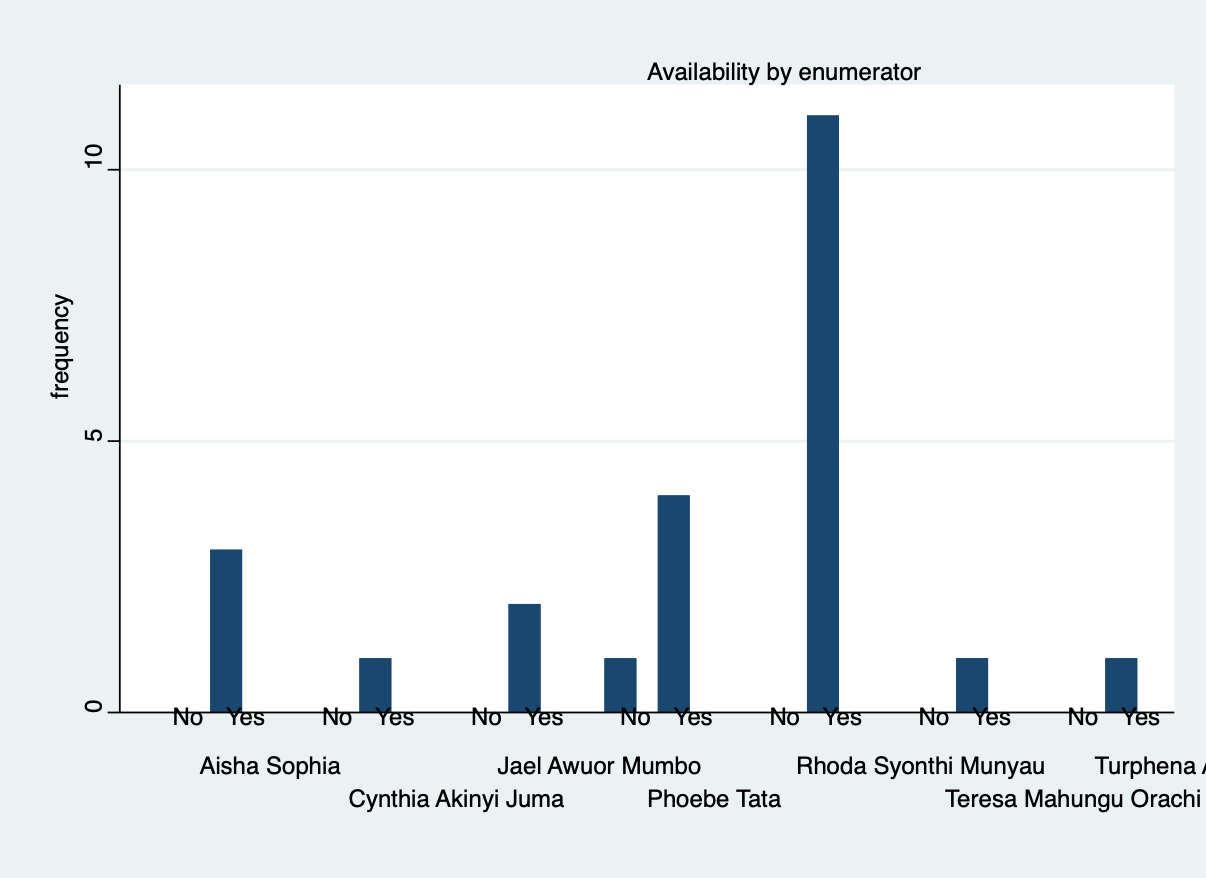 Availability by enumerator
10
frequency
5
0
No Yes No Yes No Yes No Yes No Yes No Yes No Yes
Aisha Sophia Jael Awuor Mumbo Rhoda Syonthi Munyau Turphena
Cynthia Akinyi Juma Phoebe Tata Teresa Mahungu Orachi